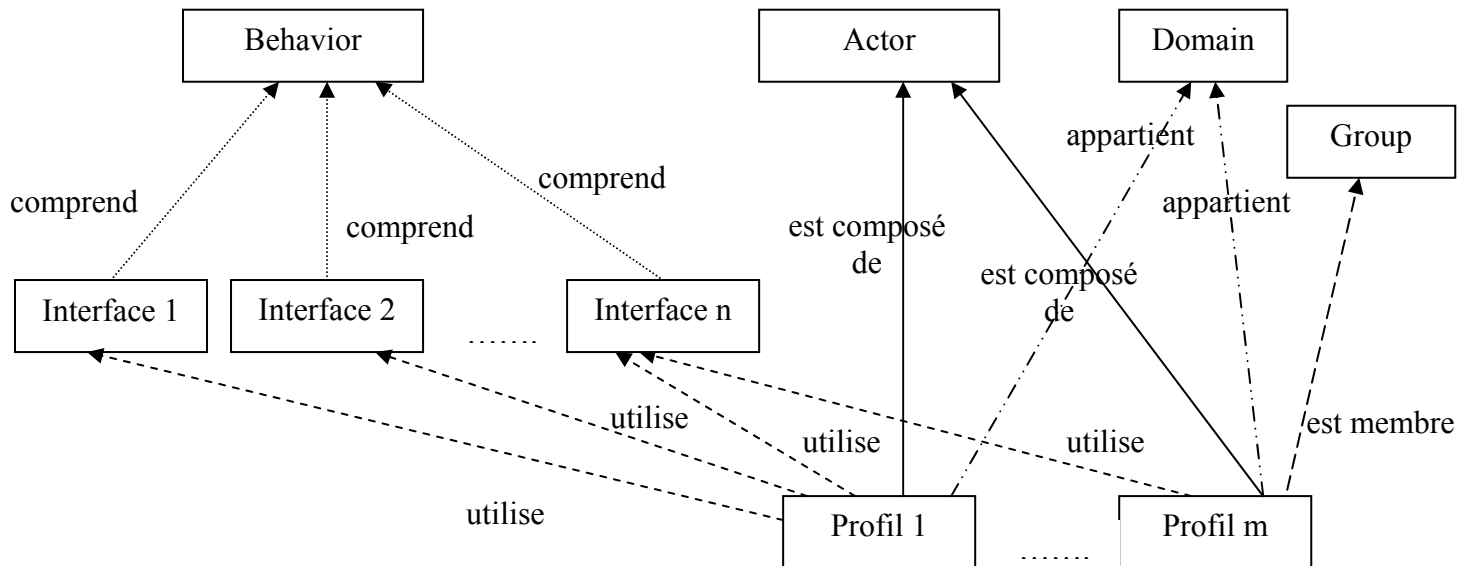 Behavior
Actor
Domain
Group
appartient
comprend
comprend
comprend
appartient
est composé
de
est composé
de
Interface 1
Interface 2
.......
Interface n
utilise
utilise
utilise
est membre
utilise
Profil 1
.......
Profil m